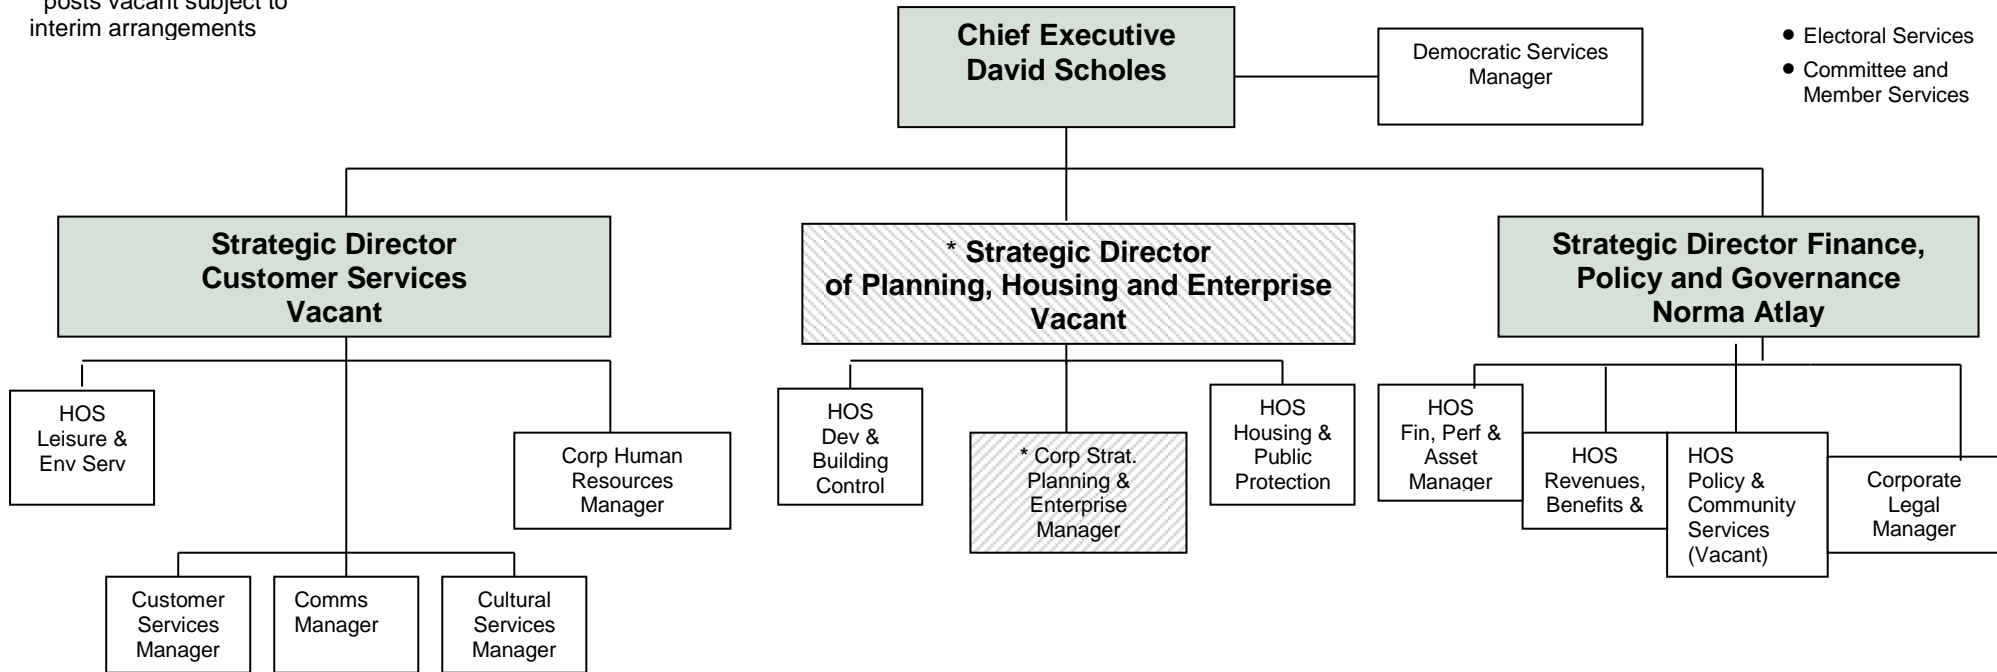 posts vacant subject to
interim arrangements
Chief Executive
David Scholes
Democratic Services
Manager
• Electoral Services
• Committee and
Member Services
Strategic Director
Customer Services
Vacant
* Strategic Director
of Planning, Housing and Enterprise
Vacant
Strategic Director Finance,
Policy and Governance
Norma Atlay
HOS
Leisure &
Env Serv
Corp Human
Resources
Manager
Customer
Services
Manager
Comms
Manager
Cultural
Services
Manager
HOS
Dev &
Building
Control
* Corp Strat.
Planning &
Enterprise
Manager
HOS
Housing &
Public
Protection
HOS
Fin, Perf &
Asset
Manager
HOS
Revenues,
Benefits &
HOS
Policy &
Community
Services
(Vacant)
Corporate
Legal
Manager